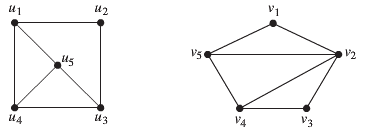 u₁ u₂ v₁
u₅ v₅ v₂
u₄ u₃ v₄ v₃